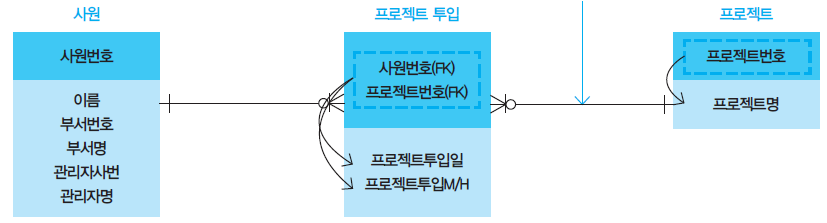 사원
프로젝트 투입
프로젝트
사원번호
이름
부서번호
부서명
관리자사번
관리자명
사원번호(FK)
프로젝트번호(FK)
프로젝트투입일
프로젝트투입M/H
프로젝트번호
프로젝트명